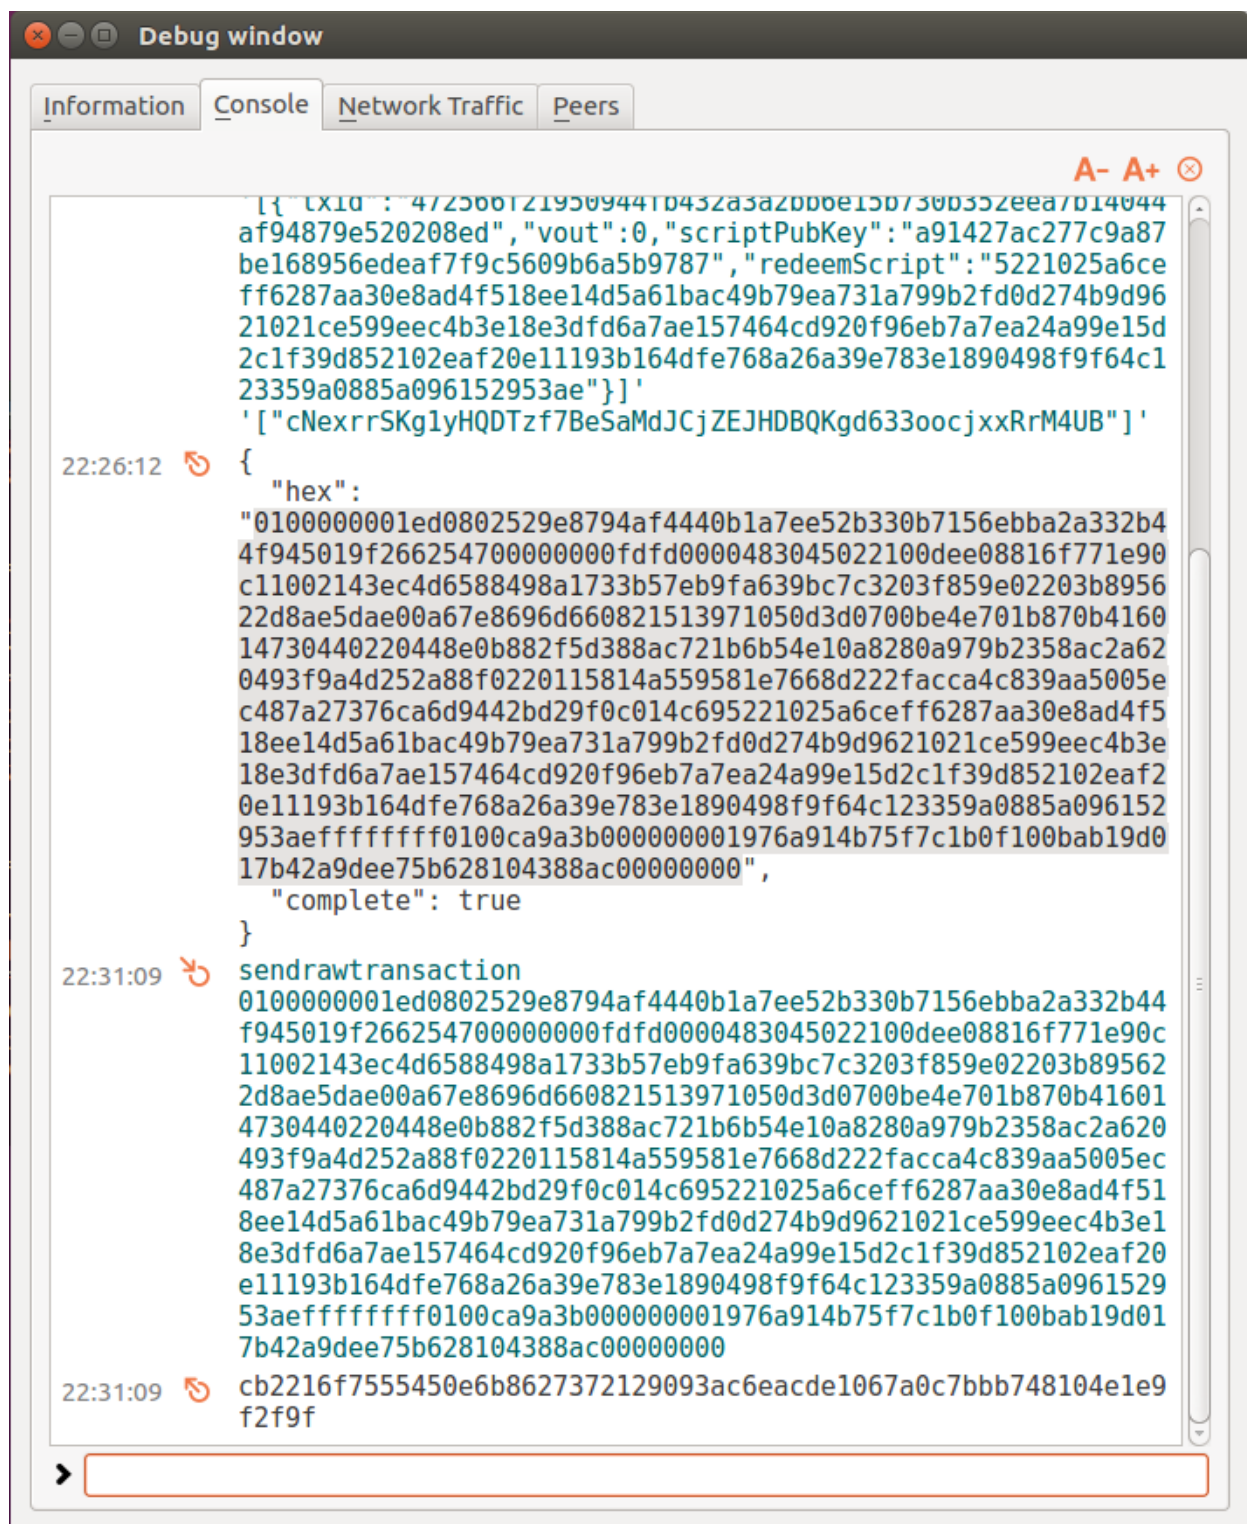 Debug window
Information Console Network Traffic Peers
A- A+
'[{"txid":"472566f21950944fb432a3a2bb6e15b730b352eea7b14044
af94879e520208ed","vout":0,"scriptPubKey":"a91427ac277c9a87
be168956edeaf7f9c5609b6a5b9787","redeemScript":"5221025a6ce
ff6287aa30e8ad4f518ee14d5a61bac49b79ea731a799b2fd0d274b9d96
21021ce599eec4b3e18e3dfd6a7ae157464cd920f96eb7a7ea24a99e15d
2c1f39d852102eaf20e11193b164dfe768a26a39e783e1890498f9f64c1
23359a0885a096152953ae"}]'
'["cNexrrSKg1yHQDTzf7BeSaMdJCjZEJHDBQKgd633oocjxxRrM4UB"]'
22:26:12 {
"hex":
"0100000001ed0802529e8794af4440b1a7ee52b330b7156ebba2a332b4
4f945019f266254700000000fdfd0000483045022100dee08816f771e90
c11002143ec4d6588498a1733b57eb9fa639bc7c3203f859e02203b8956
22d8ae5dae00a67e8696d660821513971050d3d0700be4e701b870b4160
14730440220448e0b882f5d388ac721b6b54e10a8280a979b2358ac2a62
0493f9a4d252a88f0220115814a559581e7668d222facca4c839aa5005e
c487a27376ca6d9442bd29f0c014c695221025a6ceff6287aa30e8ad4f5
18ee14d5a61bac49b79ea731a799b2fd0d274b9d9621021ce599eec4b3e
18e3dfd6a7ae157464cd920f96eb7a7ea24a99e15d2c1f39d852102eaf2
0e11193b164dfe768a26a39e783e1890498f9f64c123359a0885a096152
953aeffffffff0100ca9a3b000000001976a914b75f7c1b0f100bab19d0
17b42a9dee75b628104388ac00000000",
"complete": true
}
22:31:09 sendrawtransaction
0100000001ed0802529e8794af4440b1a7ee52b330b7156ebba2a332b44
f945019f266254700000000fdfd0000483045022100dee08816f771e90c
11002143ec4d6588498a1733b57eb9fa639bc7c3203f859e02203b89562
2d8ae5dae00a67e8696d660821513971050d3d0700be4e701b870b41601
4730440220448e0b882f5d388ac721b6b54e10a8280a979b2358ac2a620
493f9a4d252a88f0220115814a559581e7668d222facca4c839aa5005ec
487a27376ca6d9442bd29f0c014c695221025a6ceff6287aa30e8ad4f51
8ee14d5a61bac49b79ea731a799b2fd0d274b9d9621021ce599eec4b3e1
8e3dfd6a7ae157464cd920f96eb7a7ea24a99e15d2c1f39d852102eaf20
e11193b164dfe768a26a39e783e1890498f9f64c123359a0885a0961529
53aeffffffff0100ca9a3b000000001976a914b75f7c1b0f100bab19d01
7b42a9dee75b628104388ac00000000
22:31:09 cb2216f7555450e6b8627372129093ac6eacde1067a0c7bbb748104e1e9
f2f9f